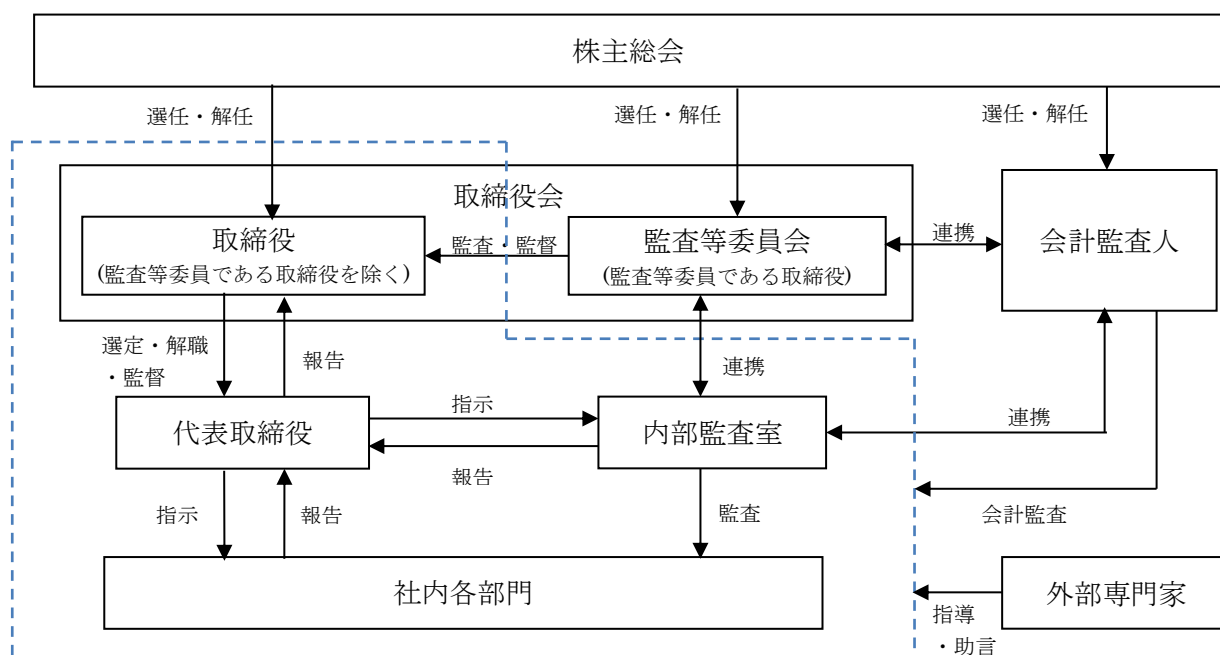 株主総会
選任・解任
選任・解任
選任・解任
取締役会
取締役
(監査等委員である取締役を除く)
監査・監督
監査等委員会
(監査等委員である取締役)
連携
会計監査人
選定・解職
・監督
報告
連携
代表取締役
指示
報告
内部監査室
連携
指示
報告
監査
会計監査
社内各部門
外部専門家
指導
・助言